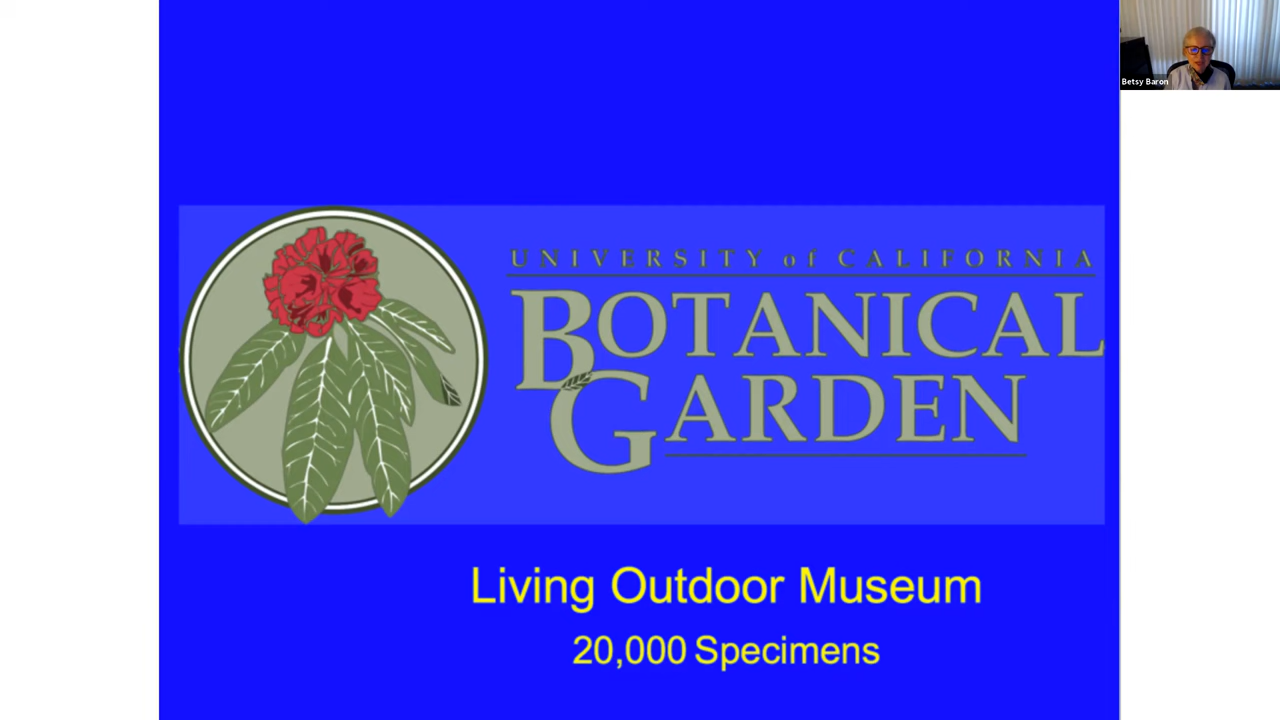 Betsy Baron
UNIVERSITY of CALIFORNIA
BOTANICAL
GARDEN
Living Outdoor Museum
20,000 Specimens